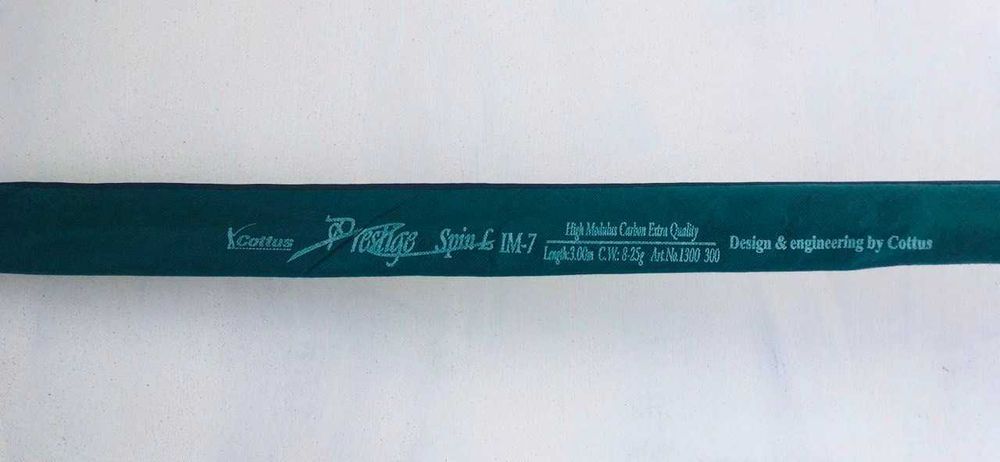 Cottus Prestige Spin L IM-7
High Modulus Carbon Extra Quality
Length:3.00m C.W.: 8-25g Art.No.1300 300
Design & engineering by Cottus